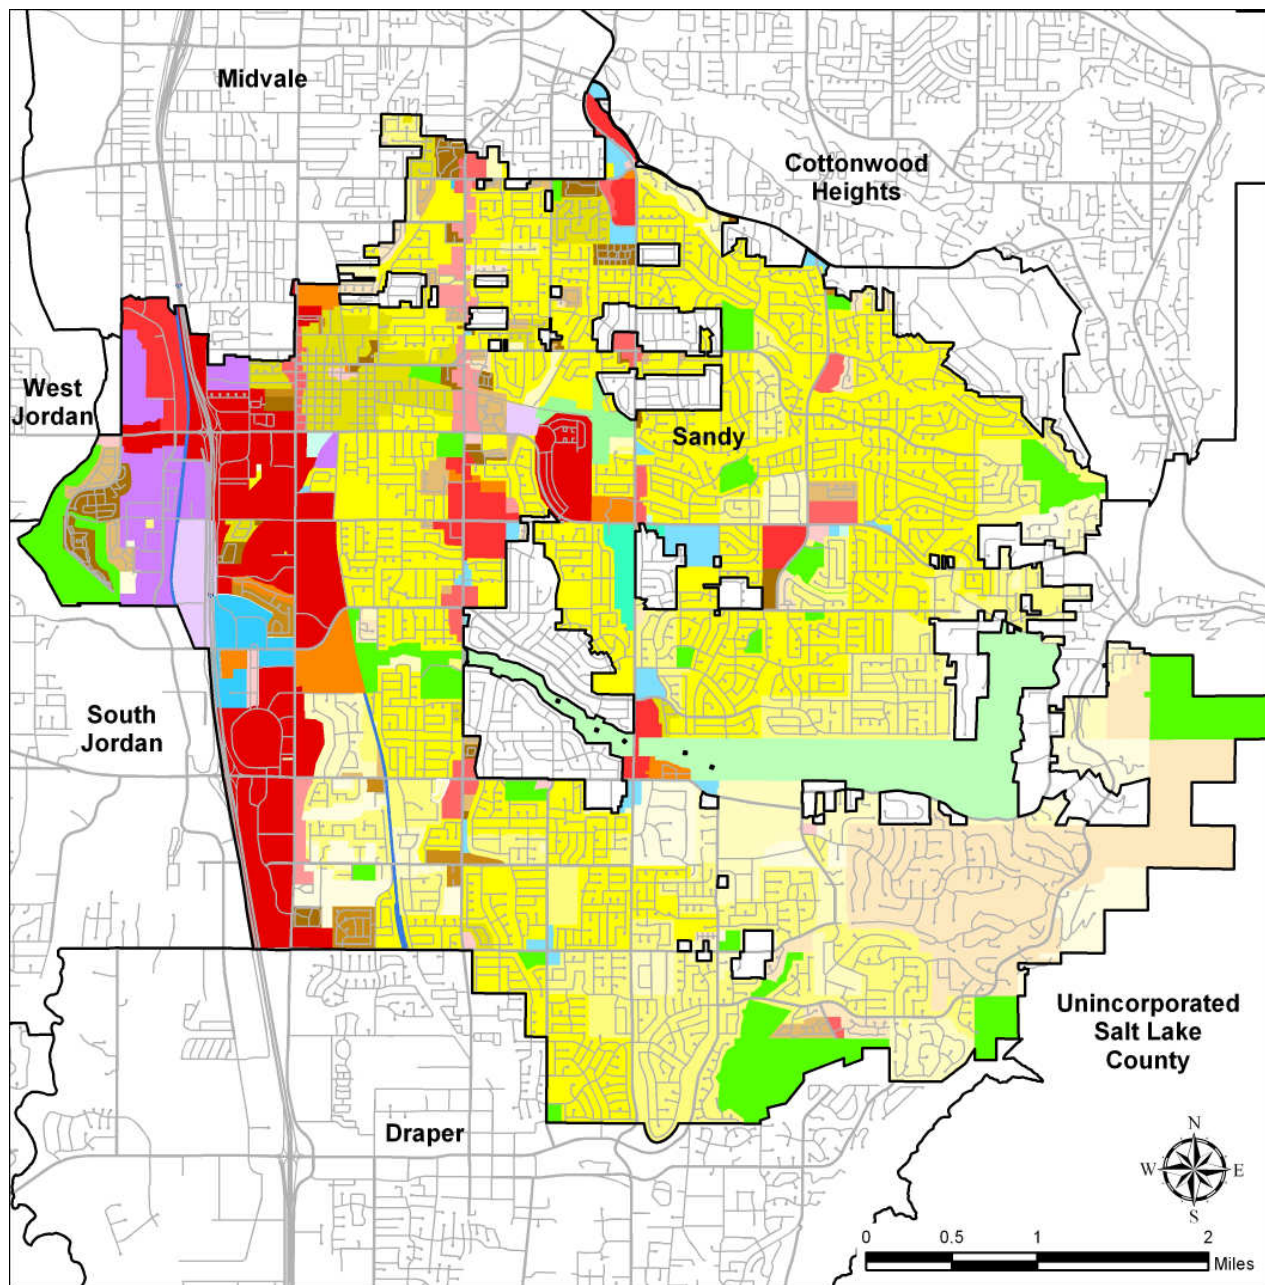 Midvale
Cottonwood
Heights
West
Jordan
Sandy
South
Jordan
Unincorporated
Salt Lake
County
Draper
N
W
E
S
0
0.5
1
2
Miles